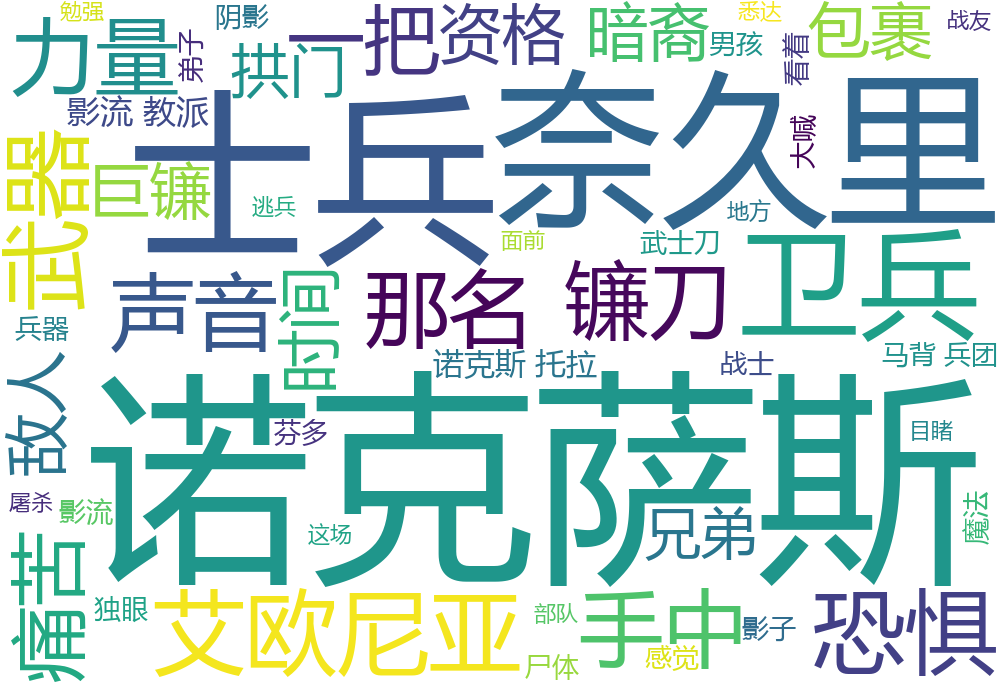 勉强
阴影
一把
资格
暗裔
悉达
包裹
战友
力量
弟子
拱门
男孩
看着
影流 教派
士兵
奈久里
大喊
武器
巨镰
逃兵
地方
面前
武士刀
卫兵
声音
时间
那名
镰刀
兵器
诺克斯 托拉
战士
马背 兵团
敌人
诺克萨斯
芬多
目睹
屠杀
影流
这场
兄弟
魔法
痛苦
独眼
艾欧尼亚
部队
手中
影子
恐惧
尸体
感觉